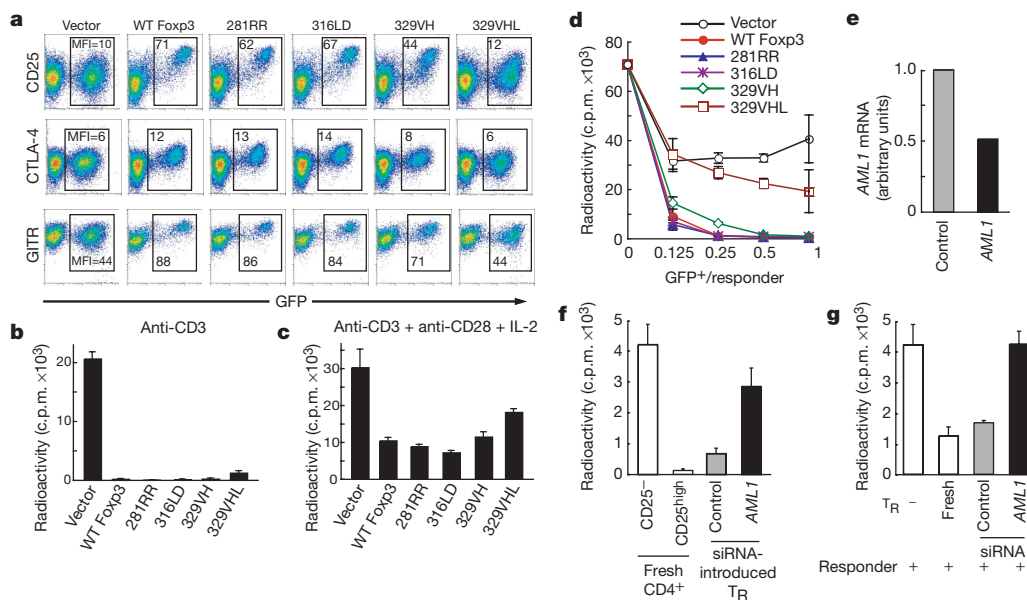 a
Vector WT Foxp3 281RR 316LD 329VH 329VHL
CD25
MFI=10 71 62 67 44 12
CTLA-4
MFI=6 12 13 14 8 6
GITR
MFI=44 88 86 84 71 44
GFP
b
Anti-CD3
Radioactivity (c.p.m. ×10³)
20
10
0
Vector
WT Foxp3
281RR
316LD
329VH
329VHL
c
Anti-CD3 + anti-CD28 + IL-2
Radioactivity (c.p.m. ×10³)
30
20
10
0
Vector
WT Foxp3
281RR
316LD
329VH
329VHL
d
Vector
WT Foxp3
281RR
316LD
329VH
329VHL
Radioactivity (c.p.m. ×10³)
80
60
40
20
0
0 0.125 0.25 0.5 1
GFP⁺/responder
e
AML1 mRNA
(arbitrary units)
1.0
0.5
0
Control
AML1
f
Radioactivity (c.p.m. ×10³)
5
4
3
2
1
0
CD25⁻
CD25ʰⁱᵍʰ
Control
AML1
Fresh
CD4⁺
siRNA-
introduced
T_R
g
Radioactivity (c.p.m. ×10³)
5
4
3
2
1
0
T_R – Fresh Control AML1
siRNA
Responder + + + +